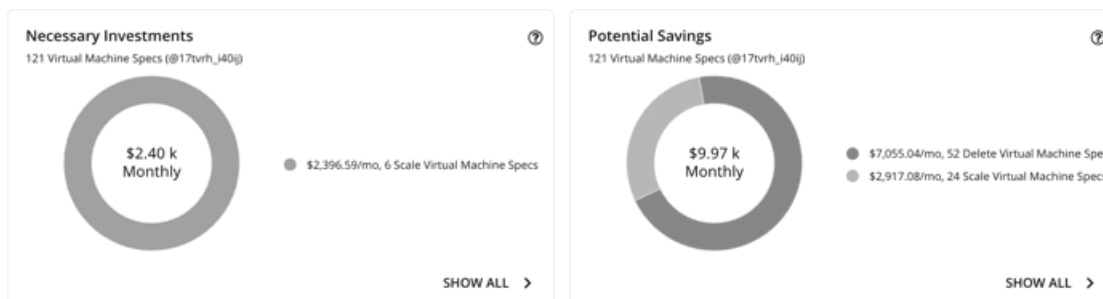 Necessary Investments
121 Virtual Machine Specs (@17tvrh_i40ij)
$2.40 k
Monthly
$2,396.59/mo, 6 Scale Virtual Machine Specs
SHOW ALL
Potential Savings
121 Virtual Machine Specs (@17tvrh_i40ij)
$9.97 k
Monthly
$7,055.04/mo, 52 Delete Virtual Machine Spe
$2,917.08/mo, 24 Scale Virtual Machine Spec
SHOW ALL